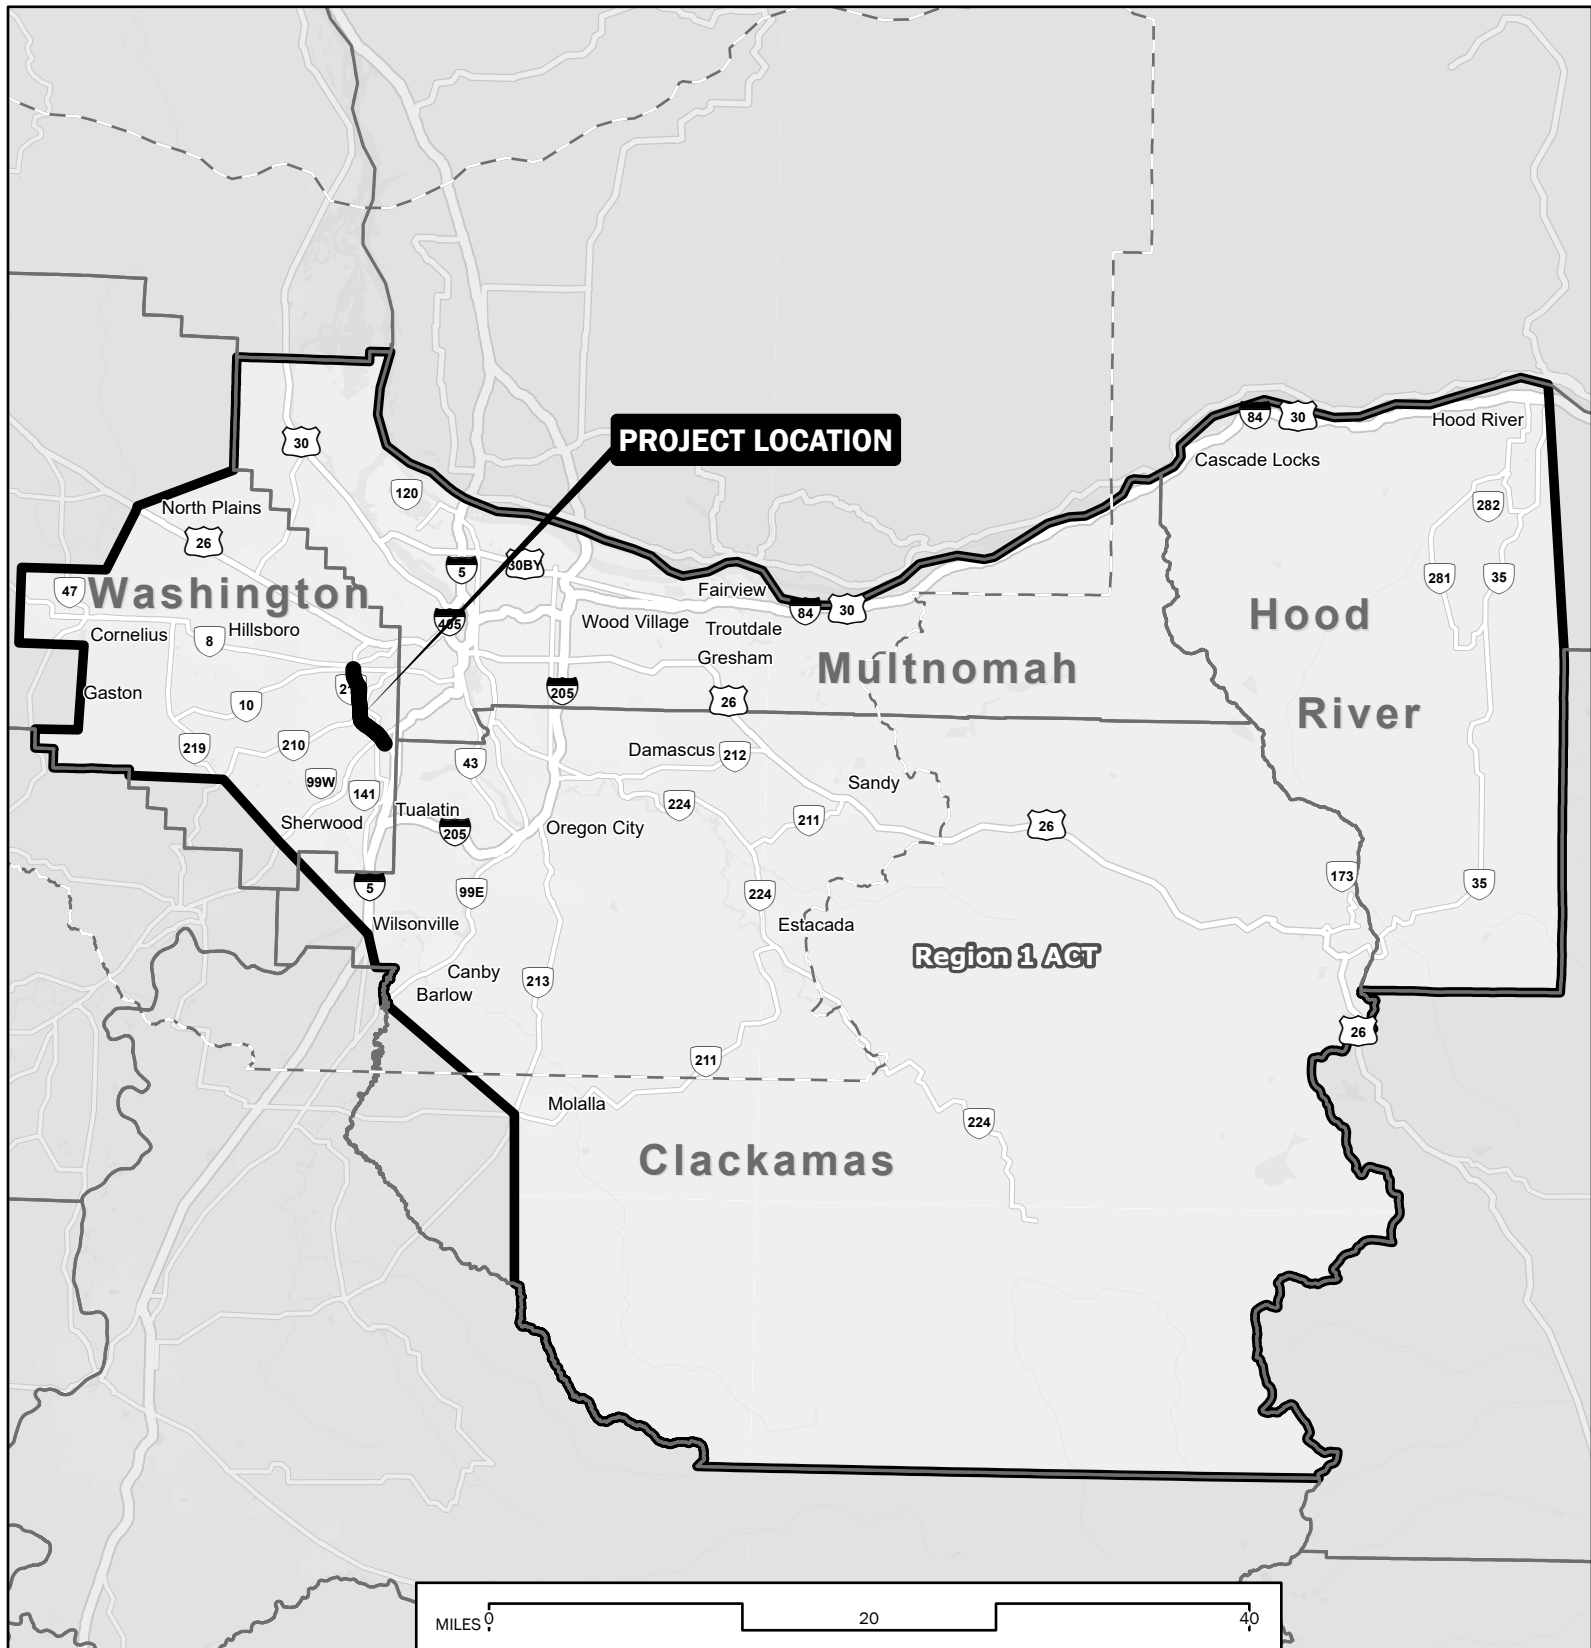 PROJECT LOCATION
84
30
Hood River
Cascade Locks
30
120
North Plains
26
282
5
30BY
281
35
47
Washington
Fairview
84
30
Hood
River
Cornelius
8
Hillsboro
405
Wood Village
Troutdale
Gresham
Multnomah
Gaston
10
205
26
219
210
43
Damascus
212
99W
141
Sandy
Tualatin
224
211
26
Sherwood
205
Oregon City
5
99E
224
173
35
Wilsonville
Estacada
Region 1 ACT
Canby
213
Barlow
26
211
Molalla
224
Clackamas
MILES 0 20 40